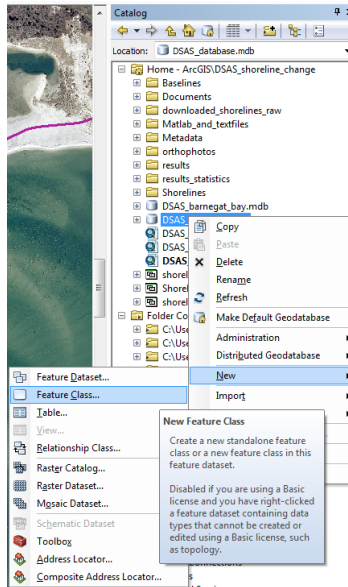 Catalog
Location: DSAS_database.mdb
Home - ArcGIS\DSAS_shoreline_change
Baselines
Documents
downloaded_shorelines_raw
Matlab_and_textfiles
Metadata
orthophotos
results
results_statistics
Shorelines
DSAS_barnegat_bay.mdb
DSAS_
DSAS_
DSAS_
DSAS_
shorel
shorel
shorel
Folder Co
C:\Use
C:\Use
C:\Use
Copy
Paste
Delete
Rename
Refresh
Make Default Geodatabase
Administration
Distributed Geodatabase
New
Import
Feature Dataset...
Feature Class...
Table...
View...
Relationship Class...
Raster Catalog...
Raster Dataset...
Mosaic Dataset...
Schematic Dataset
Toolbox
Address Locator...
Composite Address Locator...
New Feature Class
Create a new standalone feature
class or a new feature class in this
feature dataset.
Disabled if you are using a Basic
license and you have right-clicked
a feature dataset containing data
types that cannot be created or
edited using a Basic license, such
as topology.